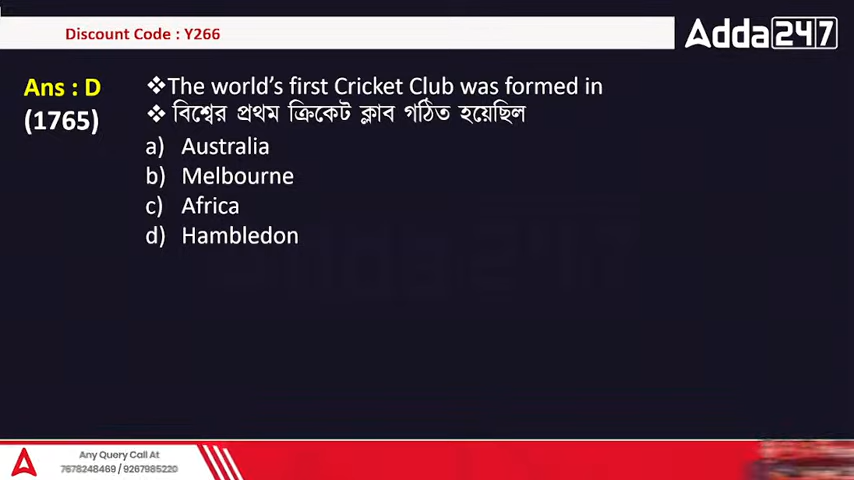 Discount Code : Y266
Adda247
Ans : D
(1765)
❖The world's first Cricket Club was formed in
❖ বিশ্বের প্রথম ক্রিকেট ক্লাব গঠিত হয়েছিল
a) Australia
b) Melbourne
c) Africa
d) Hambledon
Any Query Call At
7678248469 / 9267985220